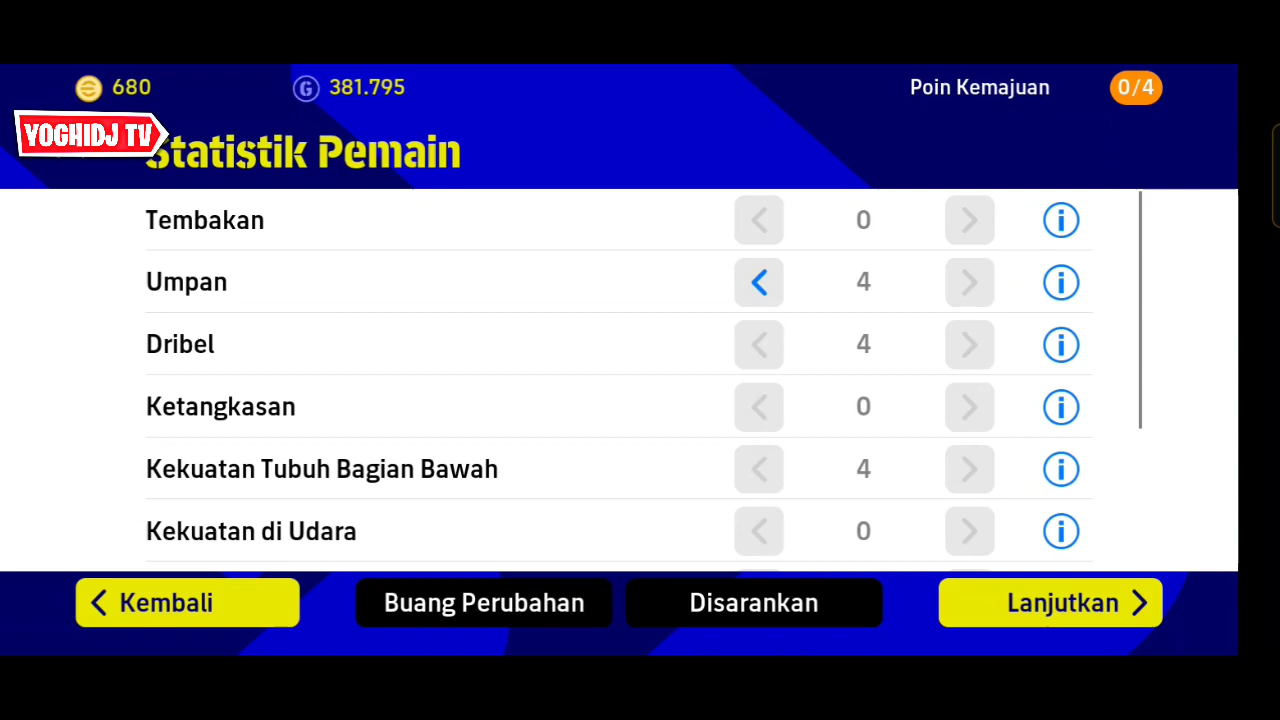 680
381.795
Poin Kemajuan
0/4
YOGHIDJ TV
Statistik Pemain
Tembakan
0
Umpan
4
Dribel
4
Ketangkasan
0
Kekuatan Tubuh Bagian Bawah
4
Kekuatan di Udara
0
Kembali
Buang Perubahan
Disarankan
Lanjutkan